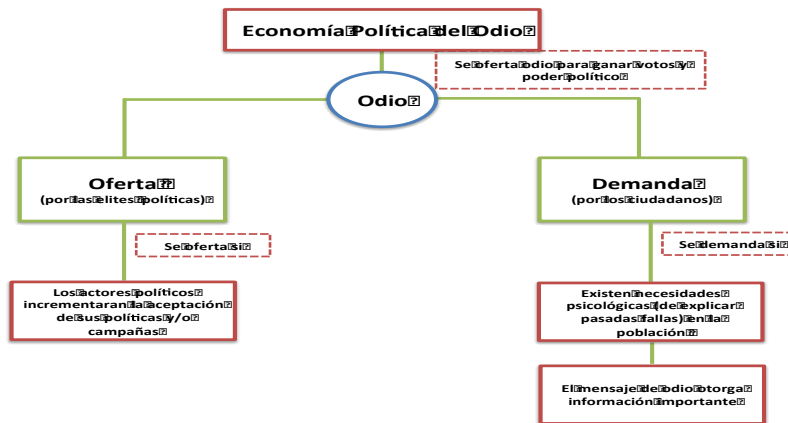 Economía Política del Odio
Se oferta odio para ganar votos y
poder político
Odio
Oferta
(por las elites políticas)
Demanda
(por los ciudadanos)
Se oferta si
Se demanda si
Los actores políticos
incrementaran la aceptación
de sus políticas y/o
campañas
Existen necesidades
psicológicas (de explicar
pasadas fallas) en la
población
El mensaje de odio otorga
información importante